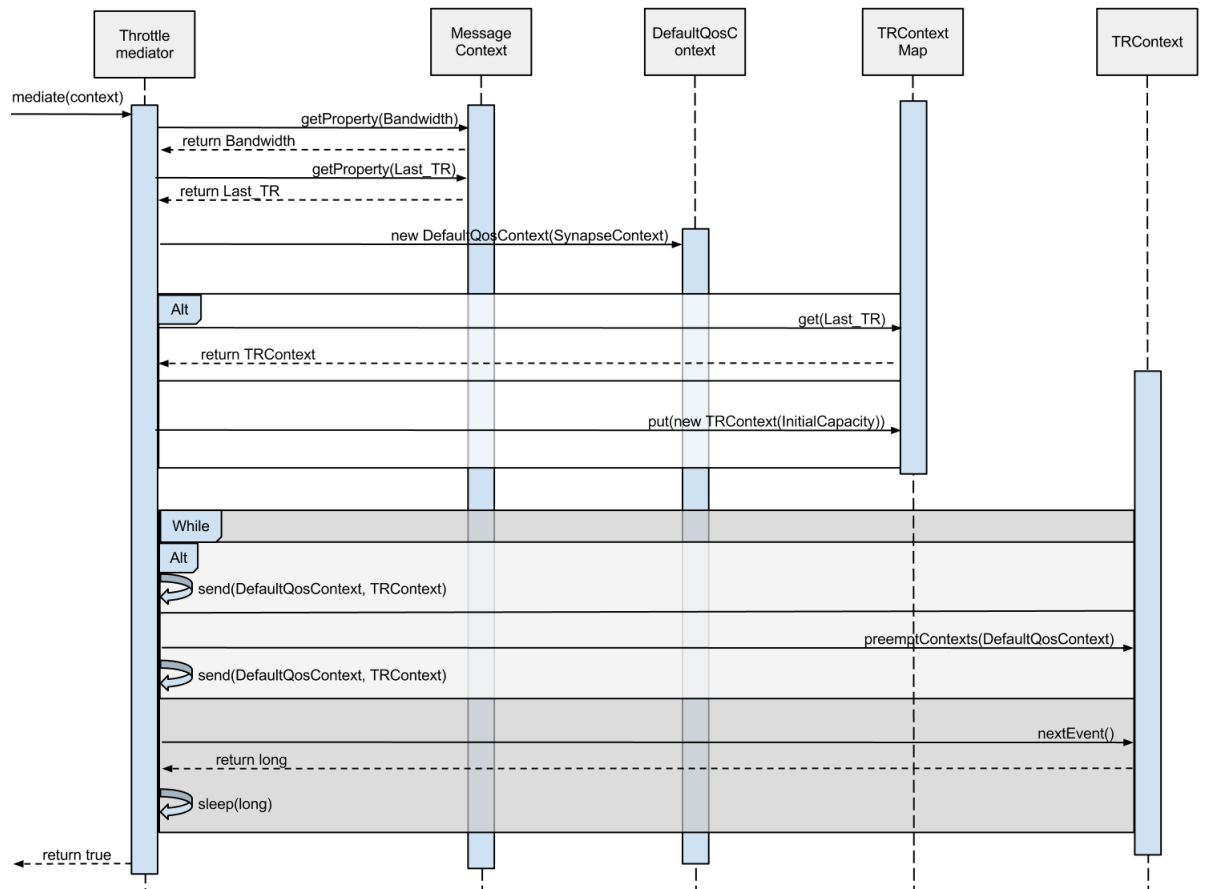 Throttle
mediator
Message
Context
DefaultQosC
ontext
TRContext
Map
TRContext
mediate(context)
getProperty(Bandwidth)
return Bandwidth
getProperty(Last_TR)
return Last_TR
new DefaultQosContext(SynapseContext)
Alt
get(Last_TR)
return TRContext
put(new TRContext(InitialCapacity))
While
Alt
send(DefaultQosContext, TRContext)
preemptContexts(DefaultQosContext)
send(DefaultQosContext, TRContext)
nextEvent()
return long
sleep(long)
return true